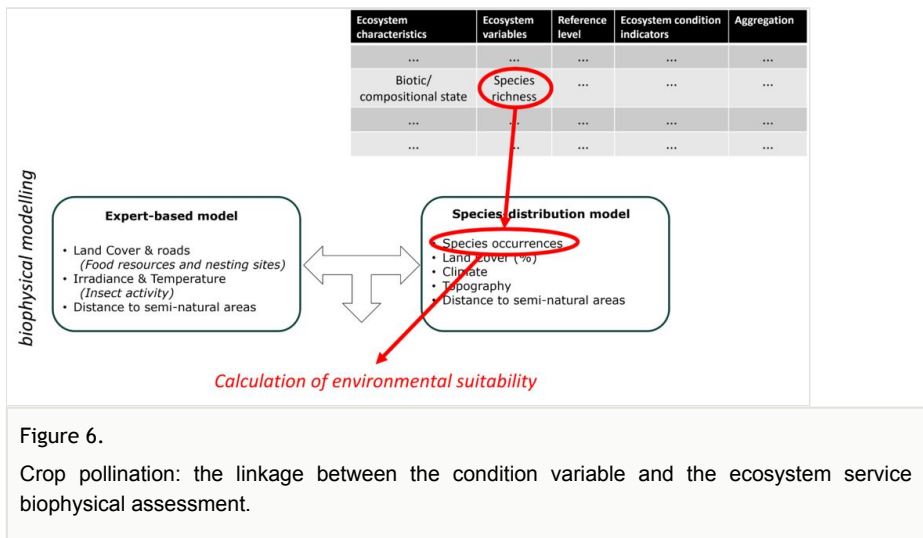 Ecosystem characteristics Ecosystem variables Reference level Ecosystem condition indicators Aggregation
... ... ... ... ...
Biotic/ compositional state Species richness ... ... ...
... ... ... ... ...
... ... ... ... ...
biophysical modelling
Expert-based model
• Land Cover & roads
(Food resources and nesting sites)
• Irradiance & Temperature
(Insect activity)
• Distance to semi-natural areas
Species distribution model
• Species occurrences
• Land Cover (%)
• Climate
• Topography
• Distance to semi-natural areas
Calculation of environmental suitability
Figure 6.
Crop pollination: the linkage between the condition variable and the ecosystem service
biophysical assessment.